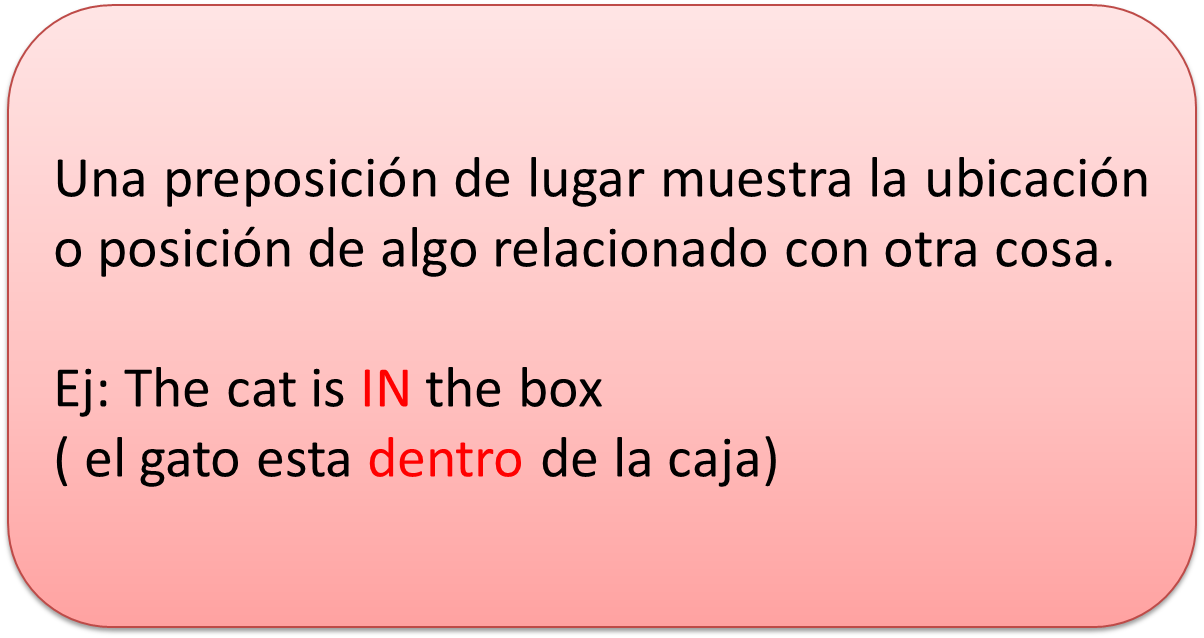 Una preposición de lugar muestra la ubicación
o posición de algo relacionado con otra cosa.
Ej: The cat is IN the box
( el gato esta dentro de la caja)